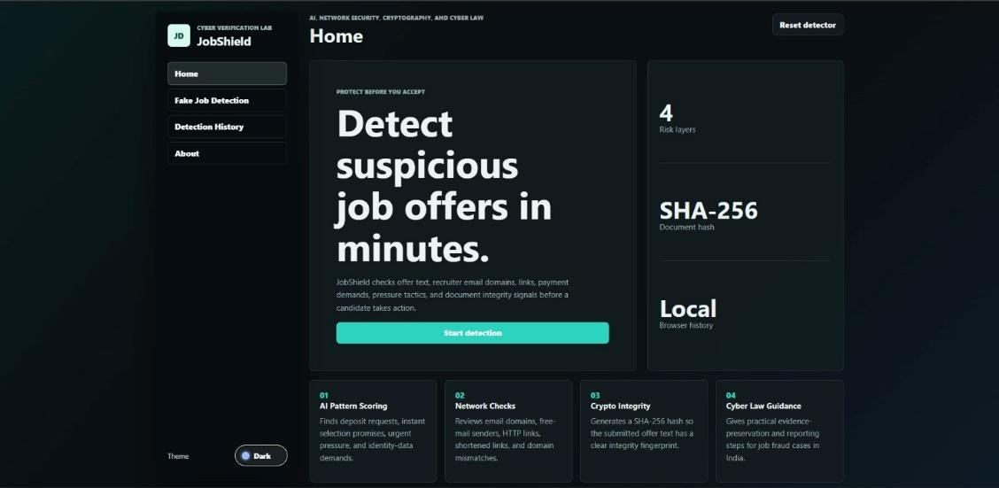 JD
CYBER VERIFICATION LAB
JobShield
Home
Fake Job Detection
Detection History
About
Theme
Dark
AI, NETWORK SECURITY, CRYPTOGRAPHY, AND CYBER LAW
Home
Reset detector
PROTECT BEFORE YOU ACCEPT
Detect
suspicious
job offers in
minutes.
JobShield checks offer text, recruiter email domains, links, payment
demands, pressure tactics, and document integrity signals before a
candidate takes action.
Start detection
4
Risk layers
SHA-256
Document hash
Local
Browser history
01
AI Pattern Scoring
Finds deposit requests, instant
selection promises, urgent
pressure, and identity-data
demands.
02
Network Checks
Reviews email domains, free-
mail senders, HTTP links,
shortened links, and domain
mismatches.
03
Crypto Integrity
Generates a SHA-256 hash so
the submitted offer text has a
clear integrity fingerprint.
04
Cyber Law Guidance
Gives practical evidence-
preservation and reporting
steps for job fraud cases in
India.